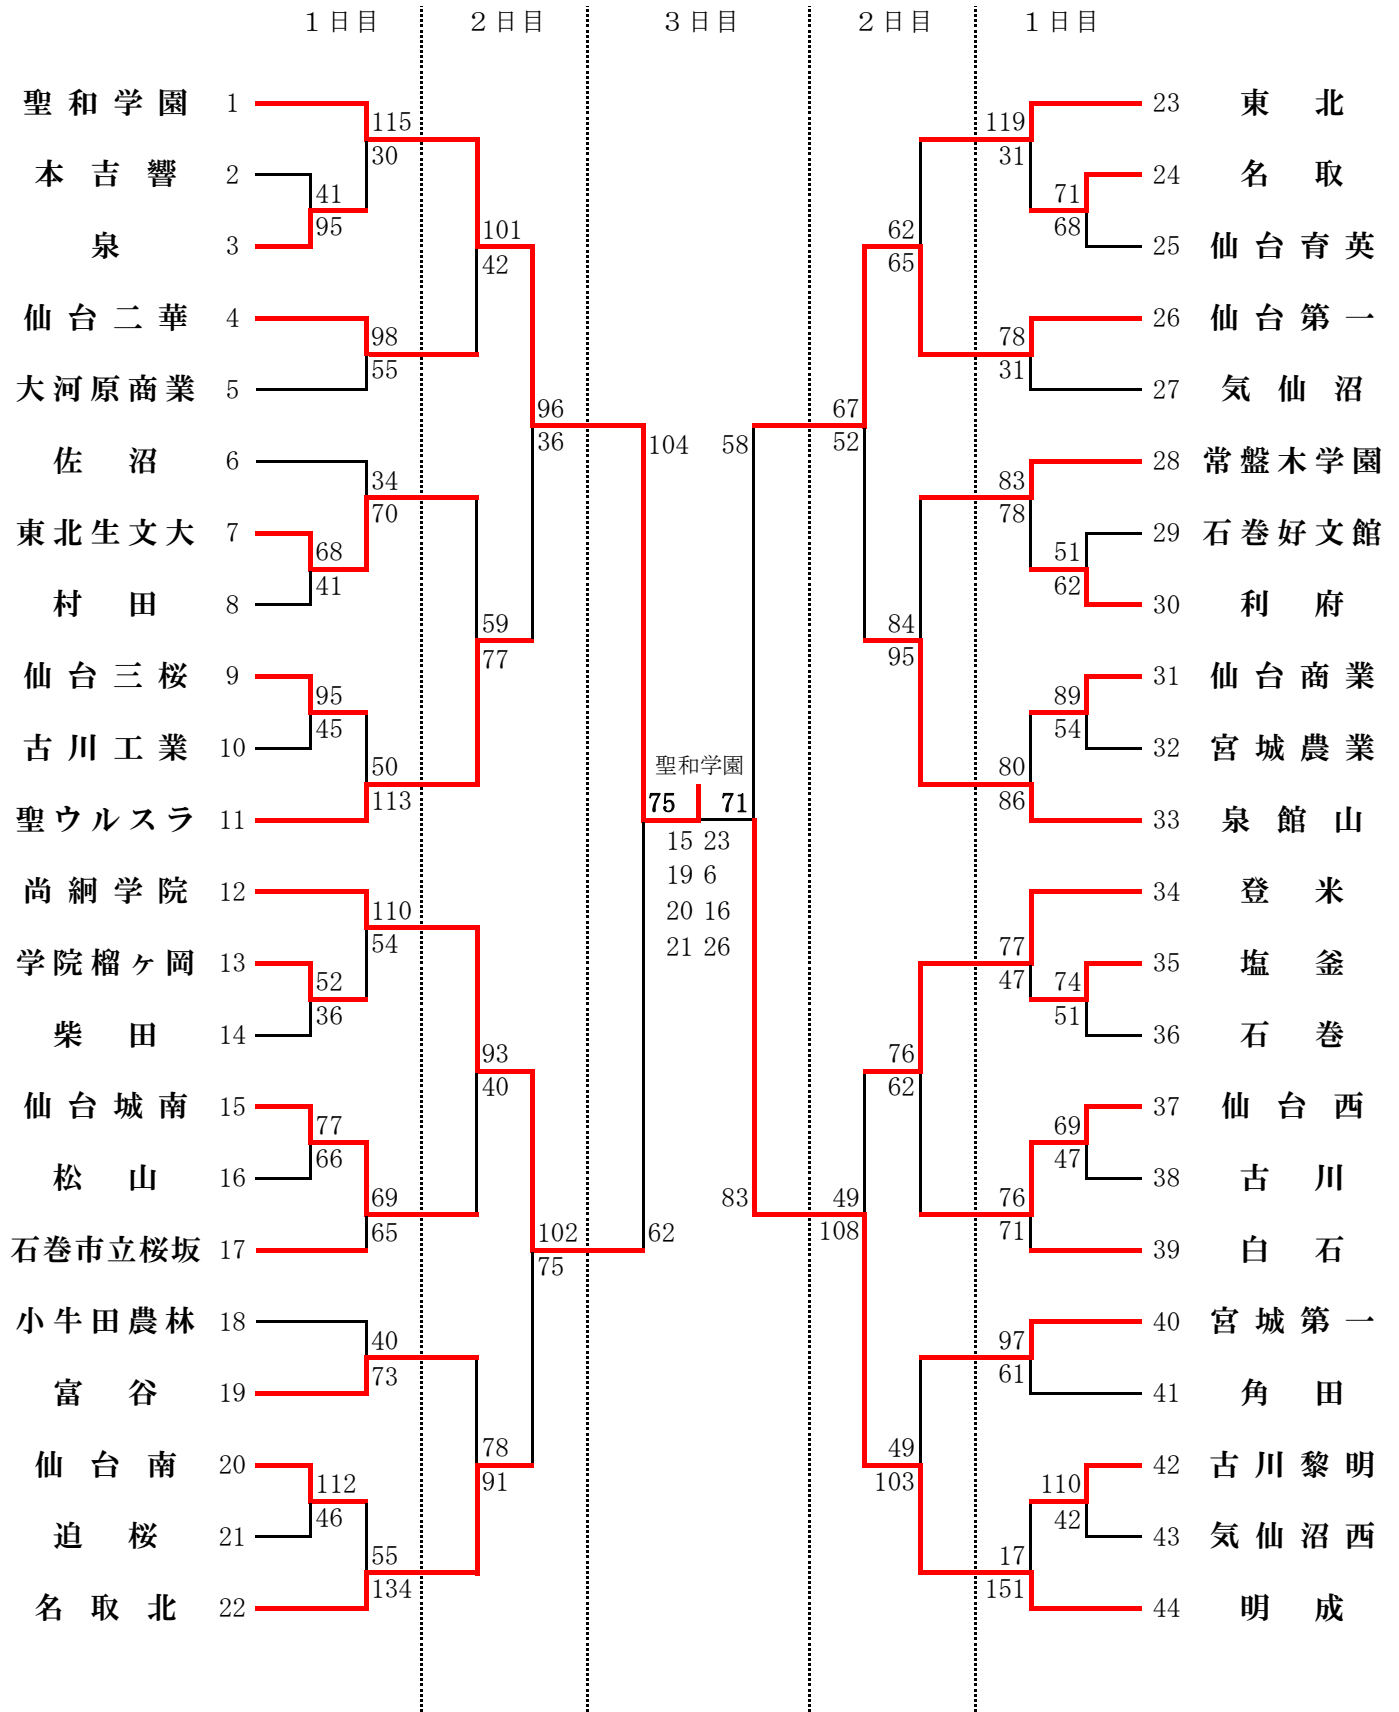 1日目 2日目 3日目 2日目 1日目
聖和学園 1
115
30
本吉響 2
41
95
泉 3
101
42
仙台二華 4
98
55
大河原商業 5
96
36
佐沼 6
34
70
東北生文大 7
68
41
村田 8
59
77
仙台三桜 9
95
45
古川工業 10
50
113
聖ウルスラ 11
尚絅学院 12
110
54
学院榴ヶ岡 13
52
36
柴田 14
93
40
仙台城南 15
77
66
松山 16
69
65
石巻市立桜坂 17
102
75
小牛田農林 18
40
73
富谷 19
78
91
仙台南 20
112
46
迫桜 21
55
134
名取北 22
104 58
聖和学園
75 71
15 23
19 6
20 16
21 26
62 83
23 東北
119
31
24 名取
71
68
25 仙台育英
62
65
26 仙台第一
78
31
27 気仙沼
67
52
28 常盤木学園
83
78
29 石巻好文館
51
62
30 利府
84
95
31 仙台商業
89
54
32 宮城農業
80
86
33 泉館山
34 登米
77
47
35 塩釜
74
51
36 石巻
76
62
37 仙台西
69
47
38 古川
76
71
39 白石
49
108
40 宮城第一
97
61
41 角田
49
103
42 古川黎明
110
42
43 気仙沼西
17
151
44 明成